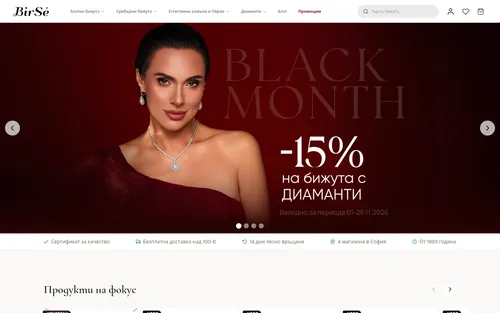 BirSé
Златни бижута
Сребърни бижута
Естествени камъни и Перли
Диаманти
Блог
Промоции
Търси бижута...
BLACK
MONTH
-15%
на бижута с
ДИАМАНТИ
Валидно за периода 01-26.11.2026
Сертификат за качество
Безплатна доставка над 100 €
14 дни лесно връщане
4 магазина в София
От 1993 година
Продукти на фокус